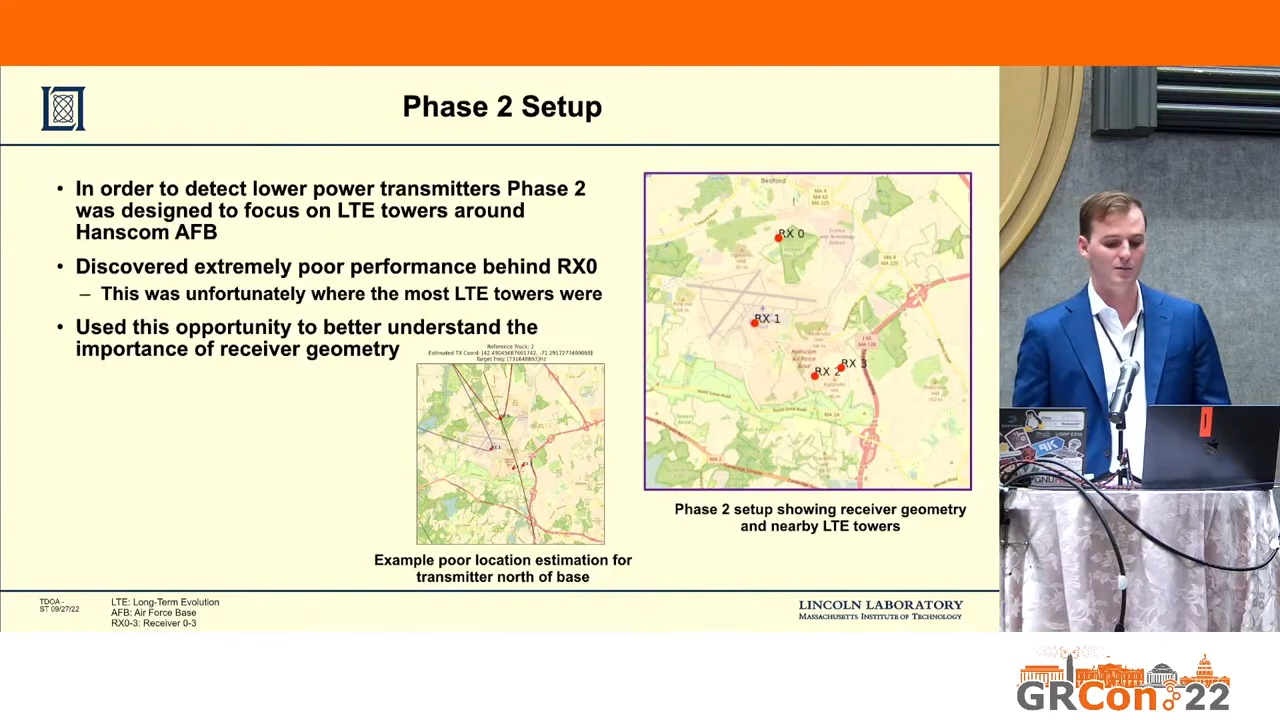 Phase 2 Setup
• In order to detect lower power transmitters Phase 2
was designed to focus on LTE towers around
Hanscom AFB
• Discovered extremely poor performance behind RX0
– This was unfortunately where the most LTE towers were
• Used this opportunity to better understand the
importance of receiver geometry
Reference Truck: 2
Example poor location estimation for
transmitter north of base
Bedford
RX 0
RX 1
RX 2
RX 3
Phase 2 setup showing receiver geometry
and nearby LTE towers
TDOA -
ST 09/27/22
LTE: Long-Term Evolution
AFB: Air Force Base
RX0-3: Receiver 0-3
LINCOLN LABORATORY
MASSACHUSETTS INSTITUTE OF TECHNOLOGY
GRCon 22